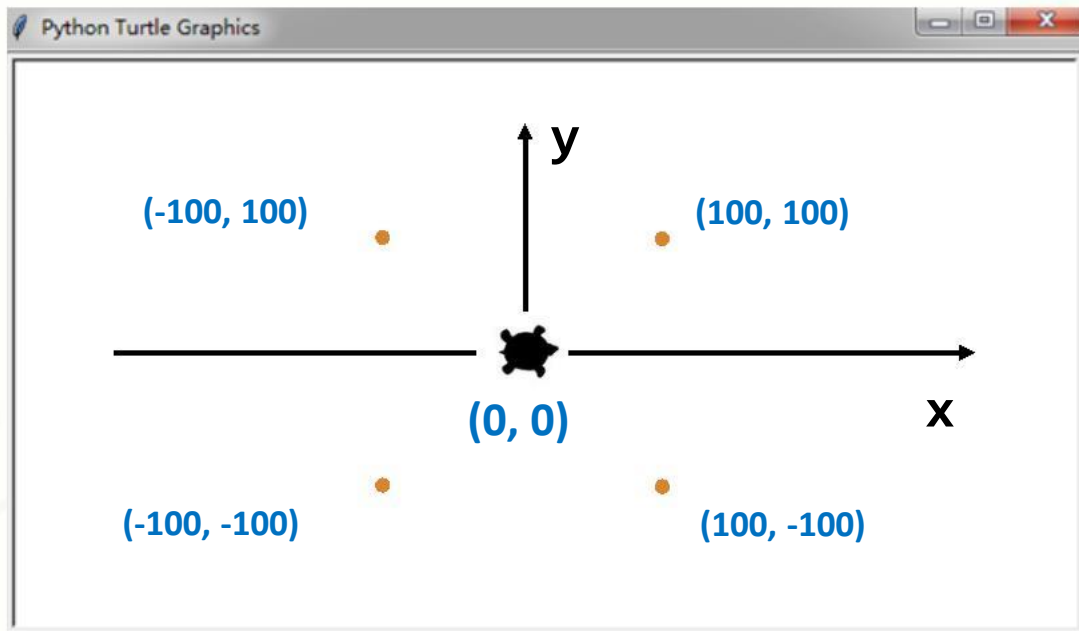 Python Turtle Graphics
y
(-100, 100)
(100, 100)
(0, 0)
x
(-100, -100)
(100, -100)